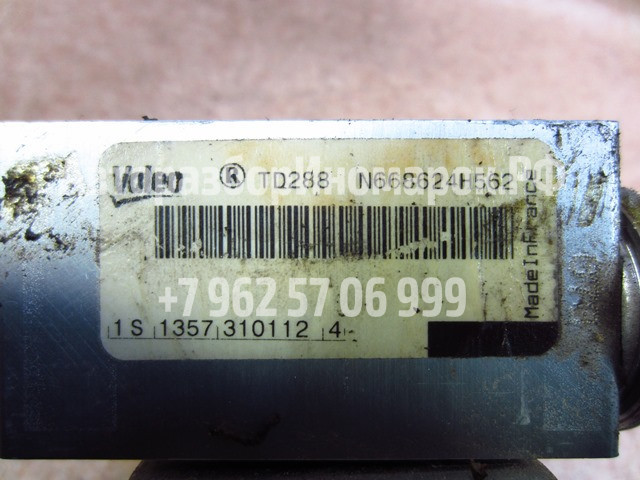 Valeo ® TD288 N668624H562
MadeInFrance
+7 962 57 06 999
1S 1357 310112 4